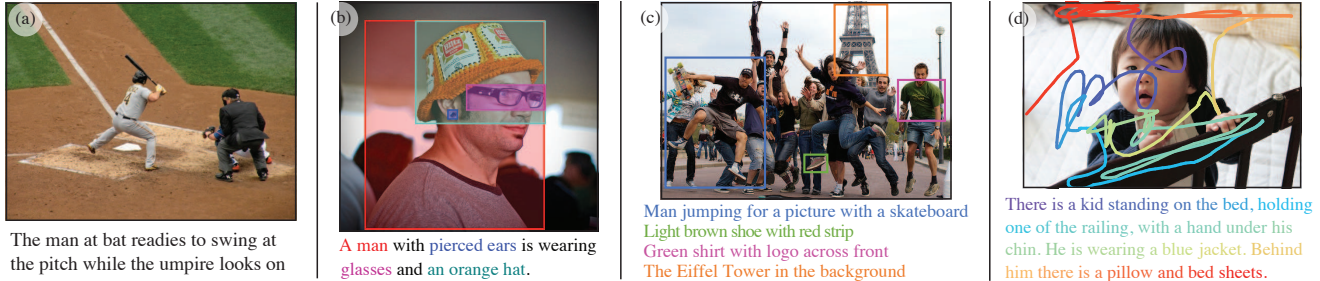 (a)
The man at bat readies to swing at
the pitch while the umpire looks on
(b)
A man with pierced ears is wearing
glasses and an orange hat.
(c)
Man jumping for a picture with a skateboard
Light brown shoe with red strip
Green shirt with logo across front
The Eiffel Tower in the background
(d)
There is a kid standing on the bed, holding
one of the railing, with a hand under his
chin. He is wearing a blue jacket. Behind
him there is a pillow and bed sheets.